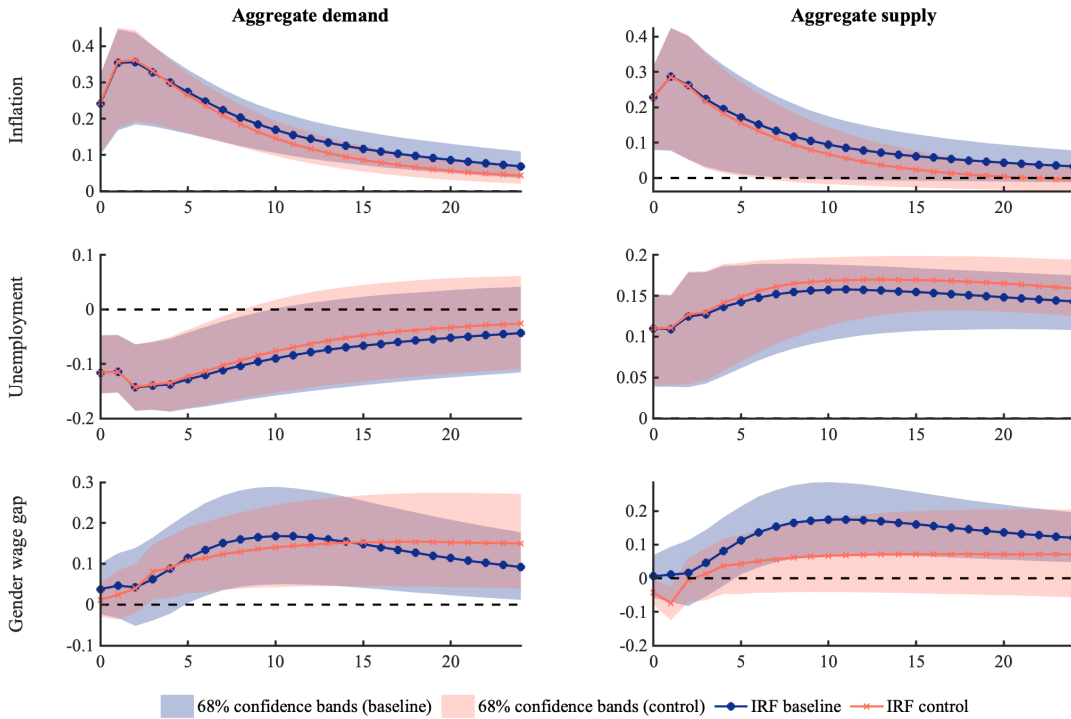 Aggregate demand
Aggregate supply
Inflation
0.4
0.3
0.2
0.1
0
0 5 10 15 20
0.4
0.3
0.2
0.1
0
0 5 10 15 20
Unemployment
0.1
0
-0.1
-0.2
0 5 10 15 20
0.2
0.15
0.1
0.05
0
0 5 10 15 20
Gender wage gap
0.3
0.2
0.1
0
-0.1
0 5 10 15 20
0.2
0.1
0
-0.1
-0.2
0 5 10 15 20
68% confidence bands (baseline) 68% confidence bands (control) IRF baseline IRF control